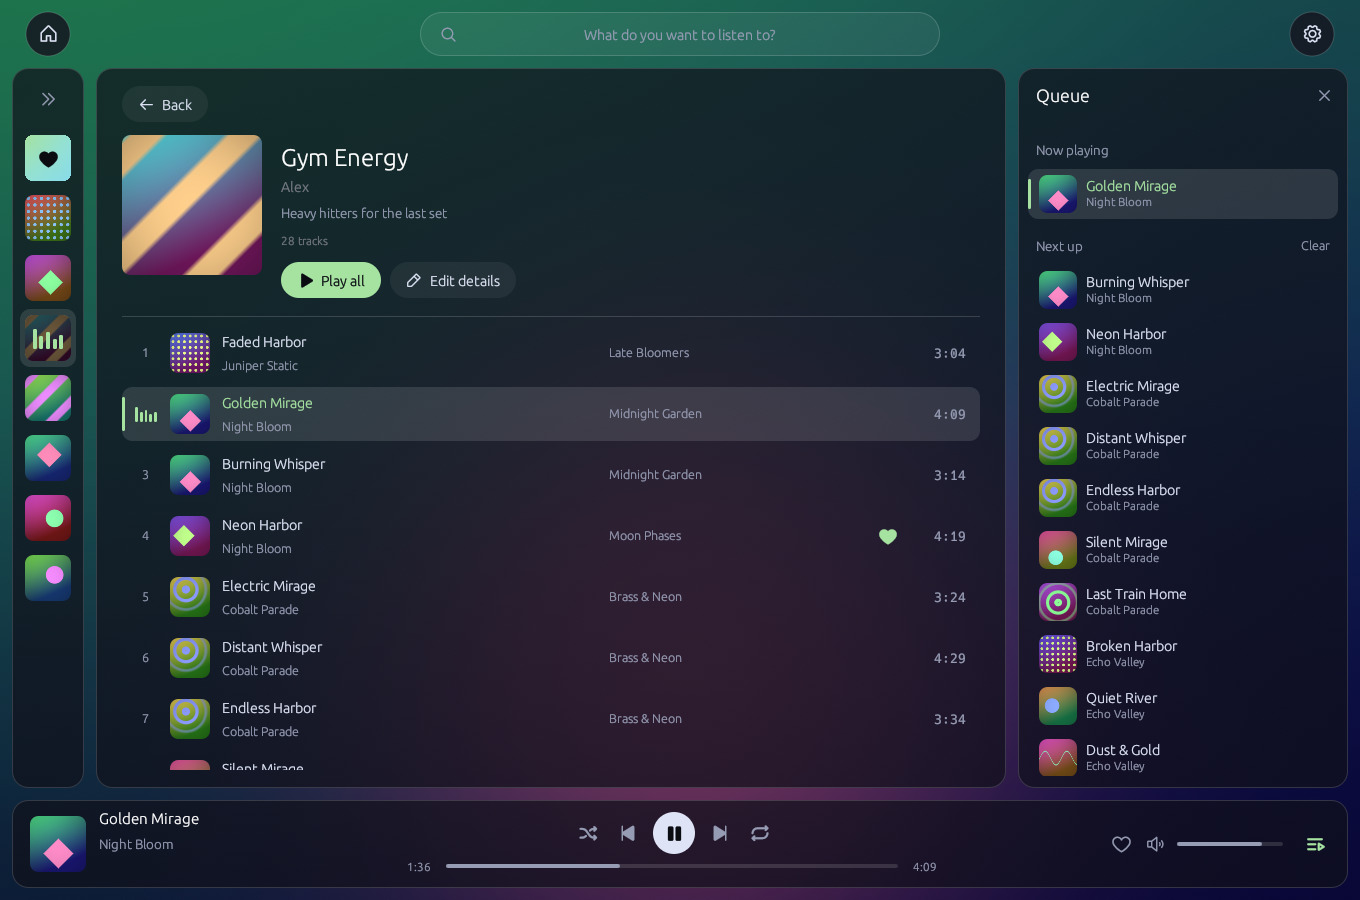 What do you want to listen to?
Back
Gym Energy
Alex
Heavy hitters for the last set
28 tracks
Play all
Edit details
1
Faded Harbor
Juniper Static
Late Bloomers
3:04
Golden Mirage
Night Bloom
Midnight Garden
4:09
3
Burning Whisper
Night Bloom
Midnight Garden
3:14
4
Neon Harbor
Night Bloom
Moon Phases
4:19
5
Electric Mirage
Cobalt Parade
Brass & Neon
3:24
6
Distant Whisper
Cobalt Parade
Brass & Neon
4:29
7
Endless Harbor
Cobalt Parade
Brass & Neon
3:34
Silent Mirage
Queue
Now playing
Golden Mirage
Night Bloom
Next up
Clear
Burning Whisper
Night Bloom
Neon Harbor
Night Bloom
Electric Mirage
Cobalt Parade
Distant Whisper
Cobalt Parade
Endless Harbor
Cobalt Parade
Silent Mirage
Cobalt Parade
Last Train Home
Cobalt Parade
Broken Harbor
Echo Valley
Quiet River
Echo Valley
Dust & Gold
Echo Valley
Golden Mirage
Night Bloom
1:36
4:09